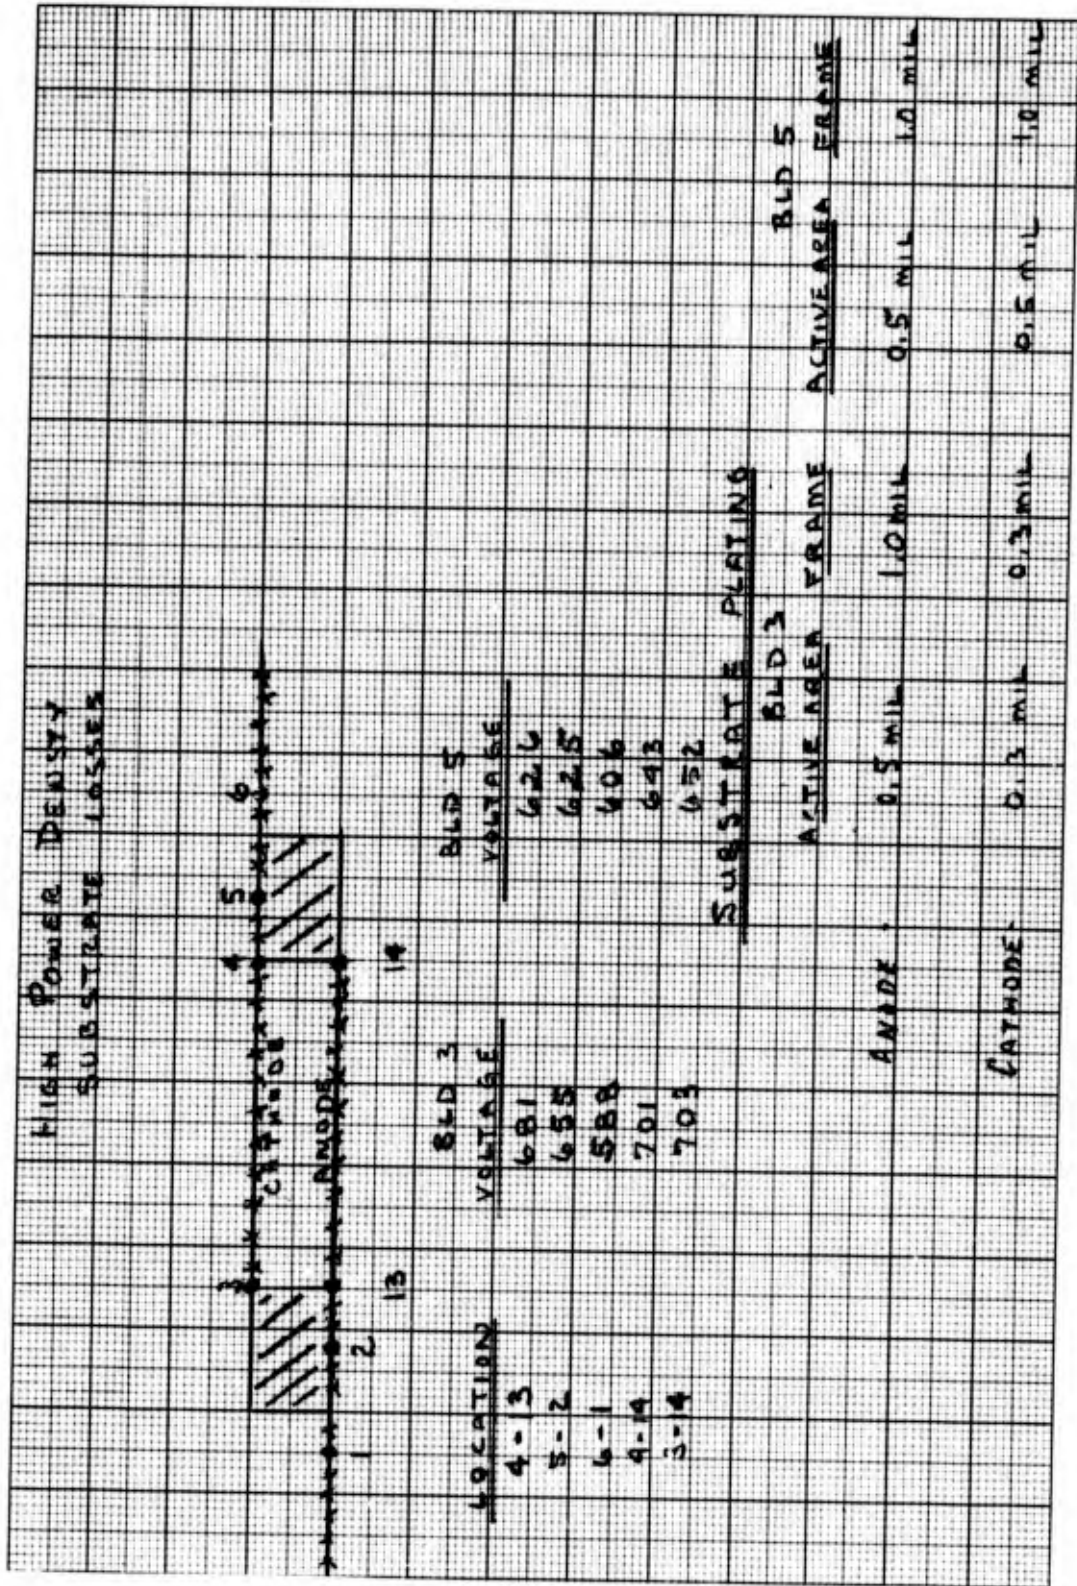 HIGH POWER DENSITY
SUBSTRATE LOSSES
3 4 5 6
CATHODE
ANODE
1 2 13 14
BLD 3 BLD 5
LOCATION VOLTAGE VOLTAGE
4-13 681 626
5-2 655 625
6-1 588 606
4-14 701 643
3-14 703 652
SUBSTRATE PLATING
BLD 3 BLD 5
ACTIVE AREA FRAME ACTIVE AREA FRAME
ANODE 0.5 MIL 1.0 MIL 0.5 MIL 1.0 MIL
CATHODE 0.3 MIL 0.3 MIL 0.5 MIL 1.0 MIL